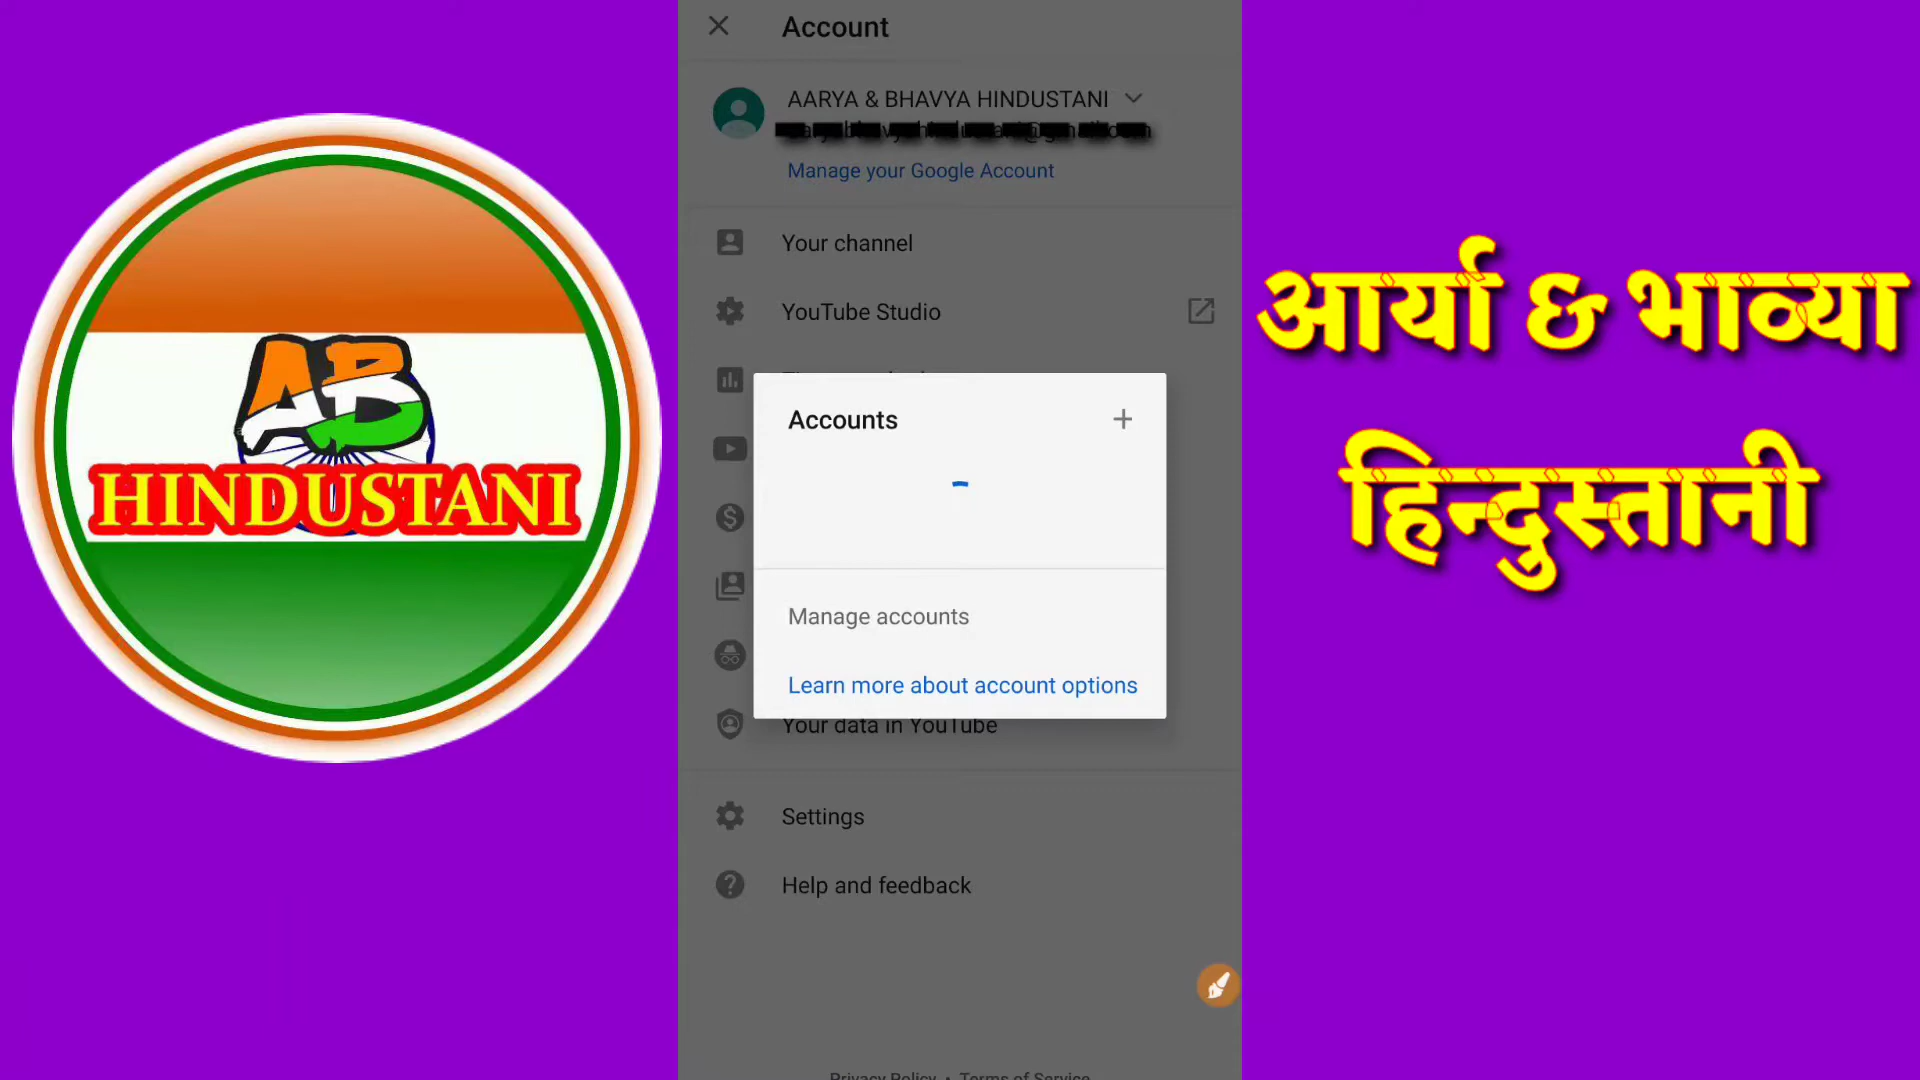 AB
HINDUSTANI
Account
AARYA & BHAVYA HINDUSTANI
Manage your Google Account
Your channel
YouTube Studio
Accounts
Manage accounts
Learn more about account options
Your data in YouTube
Settings
Help and feedback
Privacy Policy • Terms of Service
आर्या & भाव्या
हिन्दुस्तानी